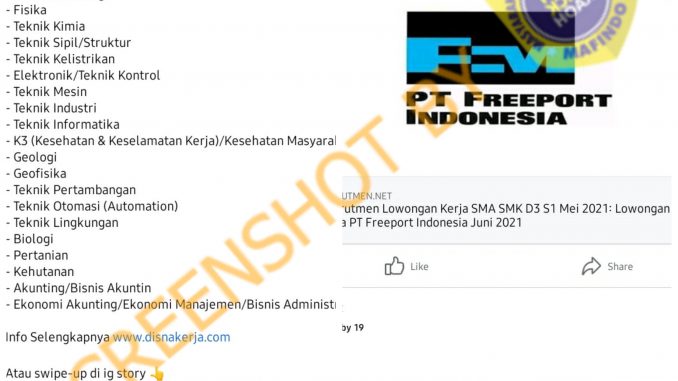 - Fisika
- Teknik Kimia
- Teknik Sipil/Struktur
- Teknik Kelistrikan
- Elektronik/Teknik Kontrol
- Teknik Mesin
- Teknik Industri
- Teknik Informatika
- K3 (Kesehatan & Keselamatan Kerja)/Kesehatan Masyarak
- Geologi
- Geofisika
- Teknik Pertambangan
- Teknik Otomasi (Automation)
- Teknik Lingkungan
- Biologi
- Pertanian
- Kehutanan
- Akunting/Bisnis Akuntin
- Ekonomi Akunting/Ekonomi Manajemen/Bisnis Administr
Info Selengkapnya www.disnakerja.com
Atau swipe-up di ig story 👆
PT FREEPORT
INDONESIA
UTMEN.NET
rutmen Lowongan Kerja SMA SMK D3 S1 Mei 2021: Lowongan
a PT Freeport Indonesia Juni 2021
Like
Share
by 19
SCREENSHOT BY
HOAX
MAFINDO